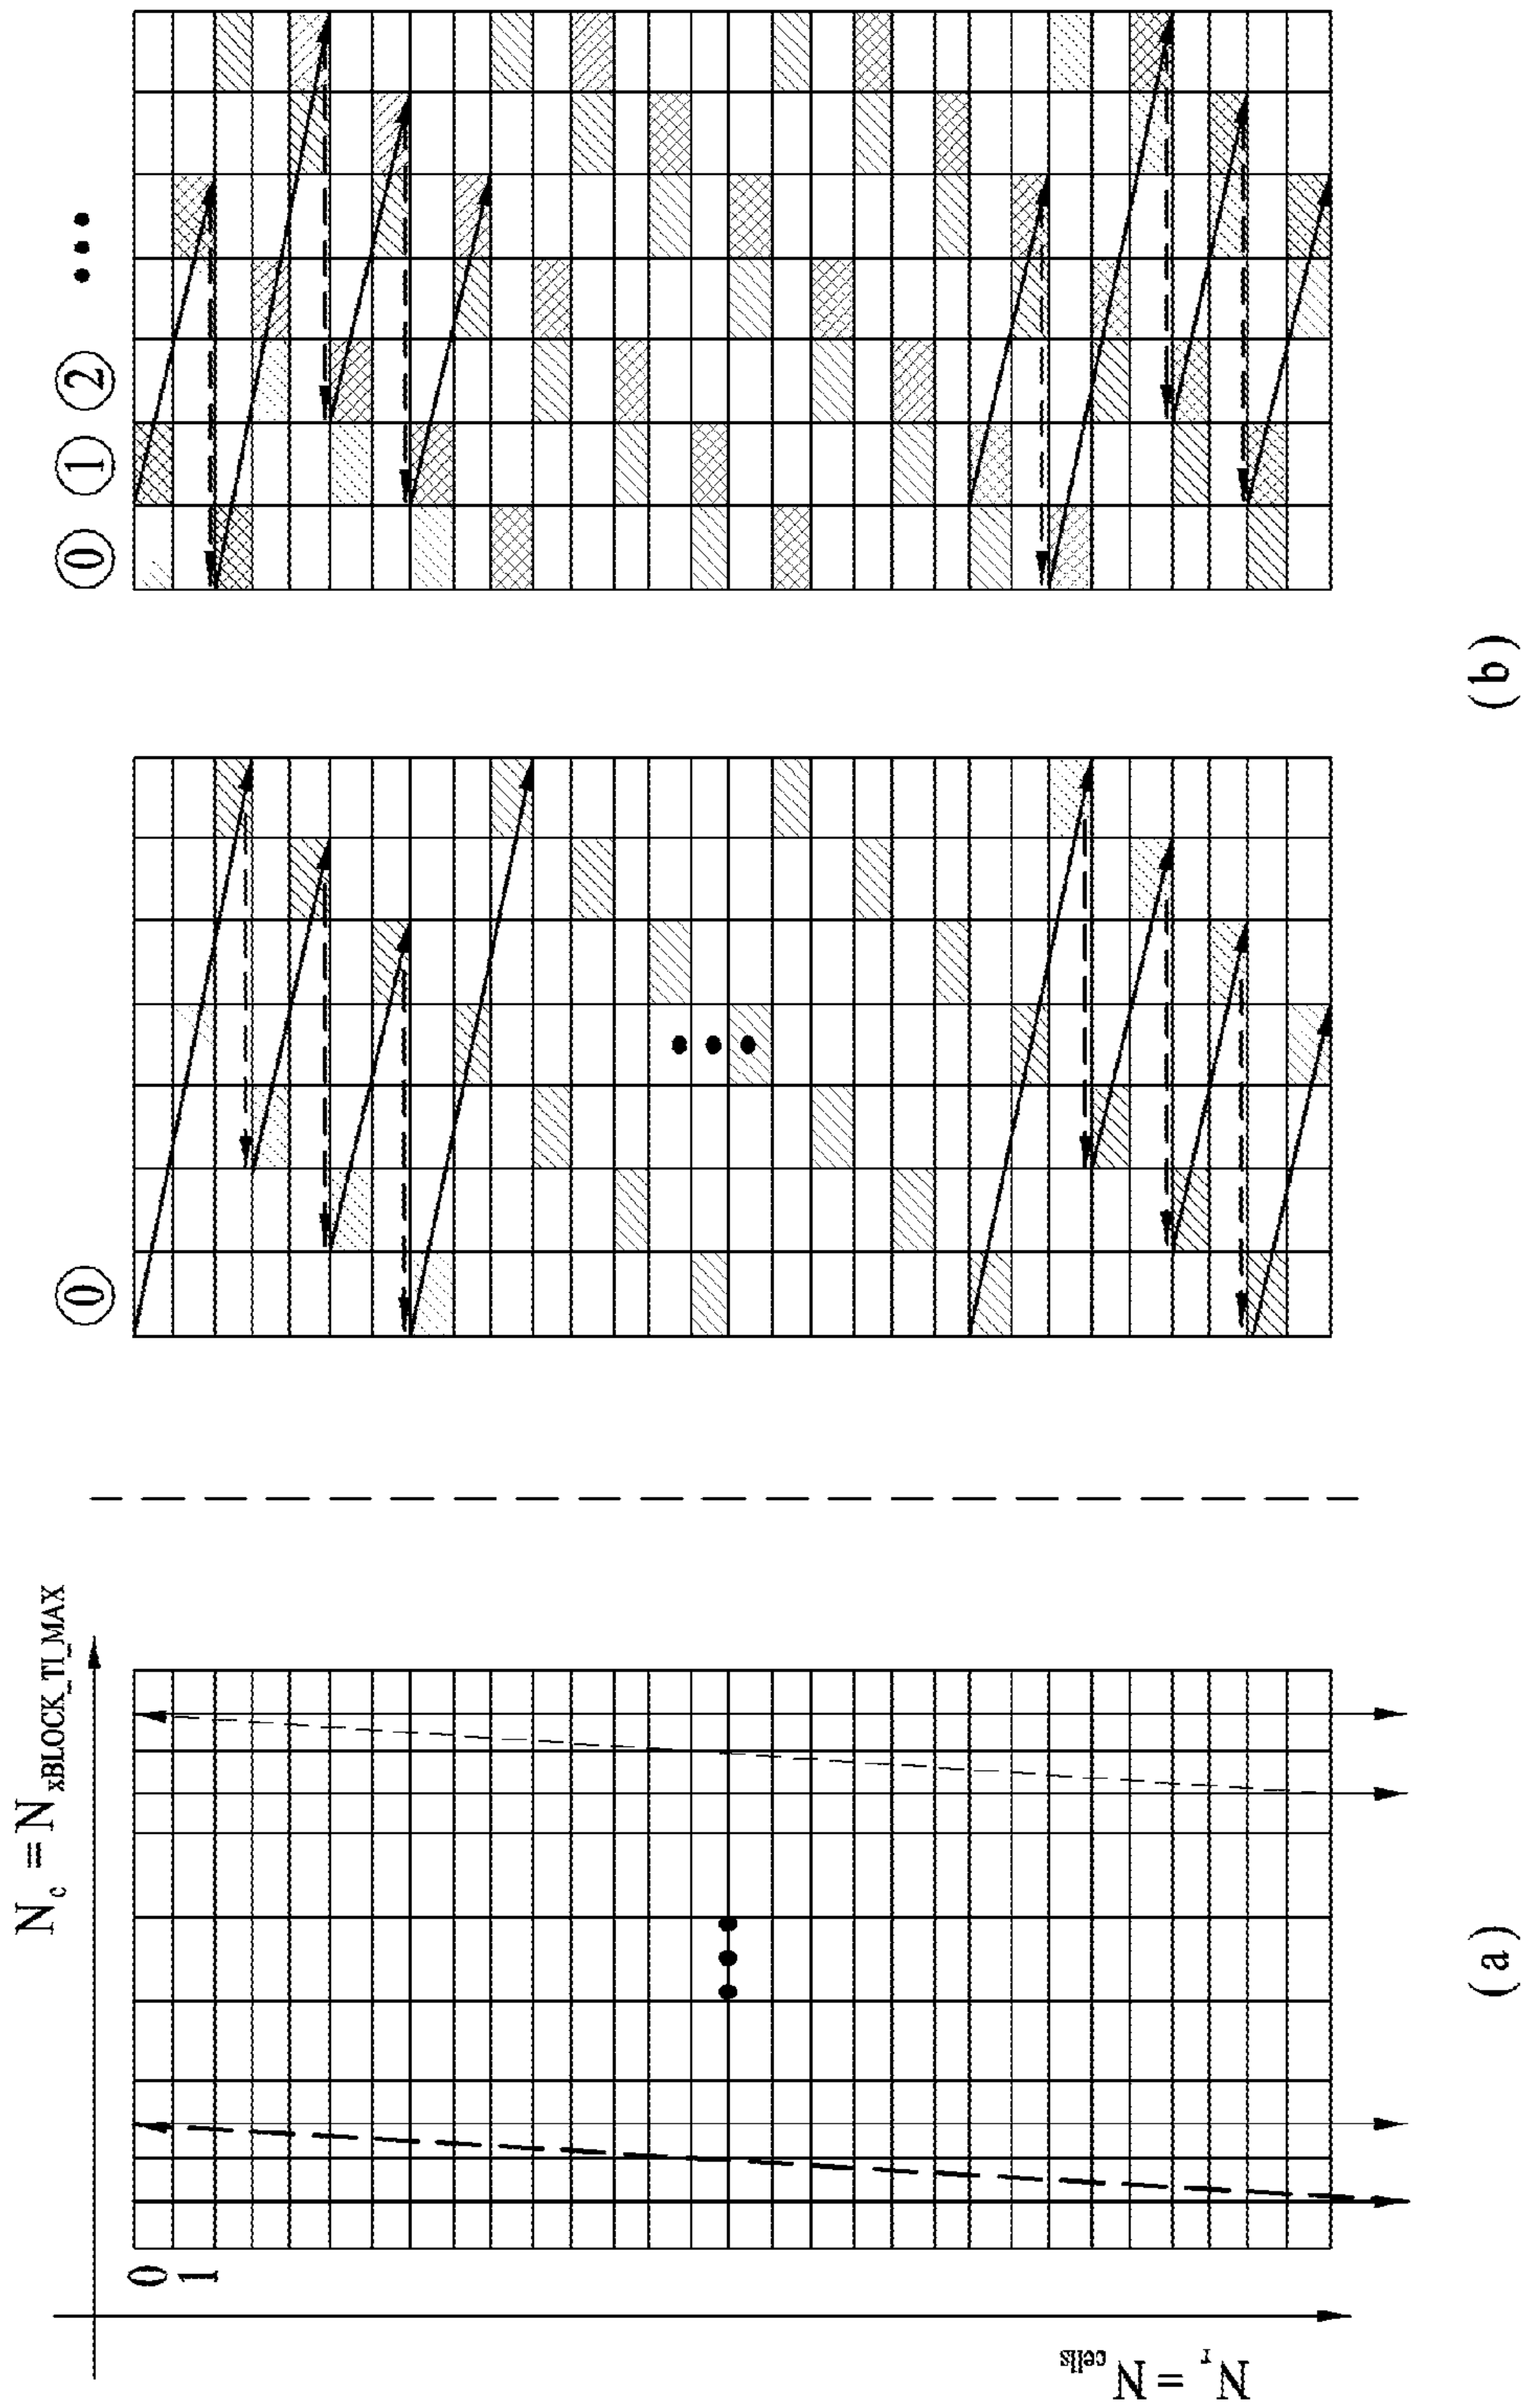 N_c = N_xBLOCK_TI_MAX
0
1
N_r = N_cells
(a)
0
0 1 2 •••
(b)